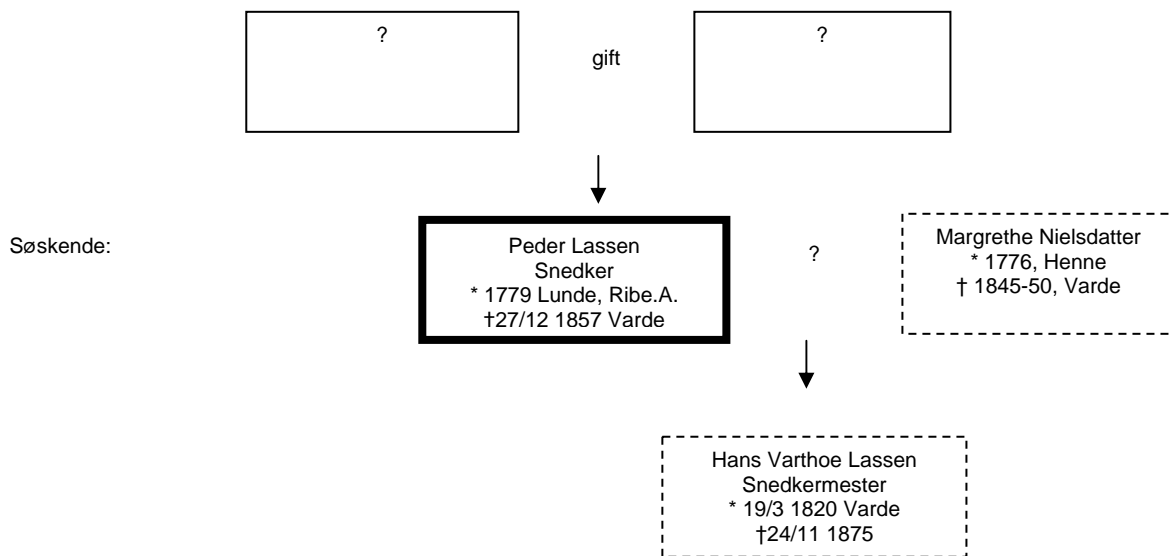 ?
gift
?
Søskende:
Peder Lassen
Snedker
* 1779 Lunde, Ribe.A.
†27/12 1857 Varde
?
Margrethe Nielsdatter
* 1776, Henne
† 1845-50, Varde
Hans Varthoe Lassen
Snedkermester
* 19/3 1820 Varde
†24/11 1875